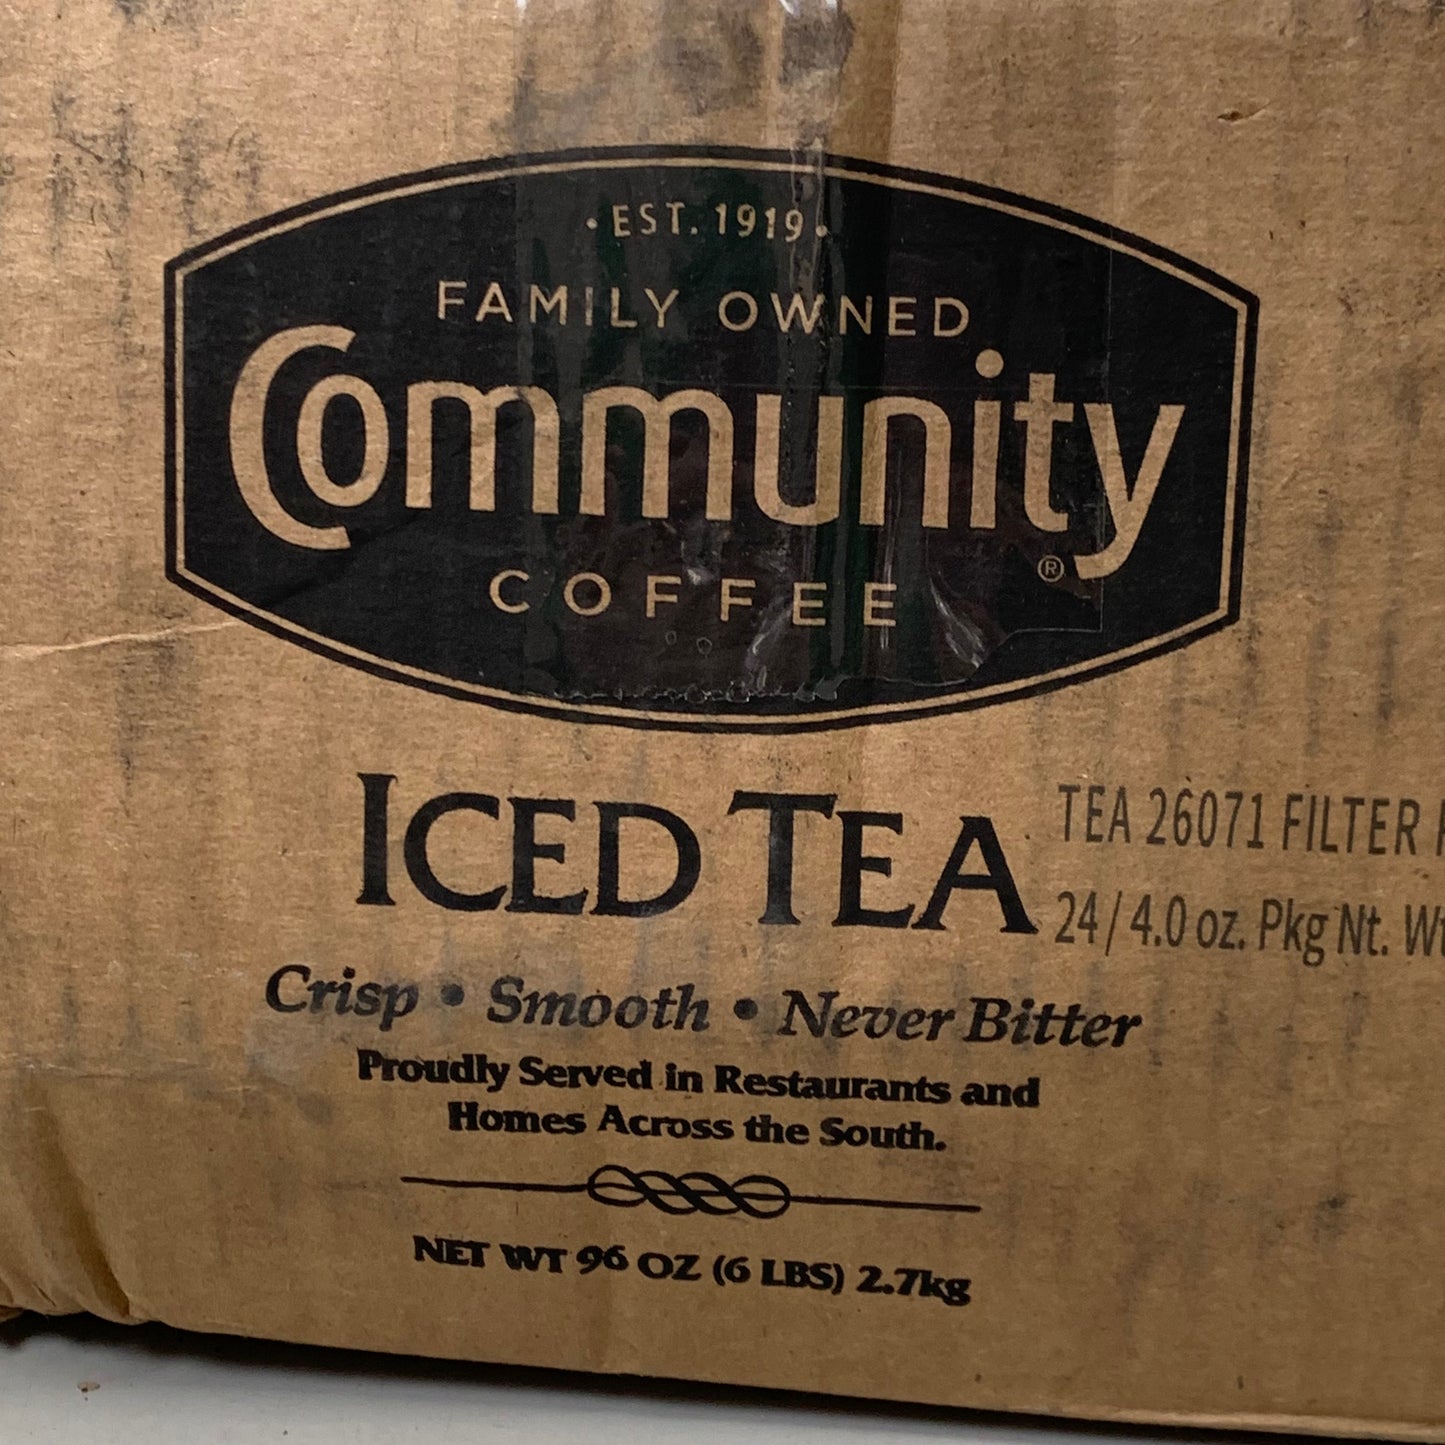 ·EST. 1919·
FAMILY OWNED
Community
®
COFFEE
ICED TEA
TEA 26071 FILTER
24/4.0 oz. Pkg Nt.
Crisp • Smooth • Never Bitter
Proudly Served in Restaurants and
Homes Across the South.
NET WT 96 OZ (6 LBS) 2.7kg